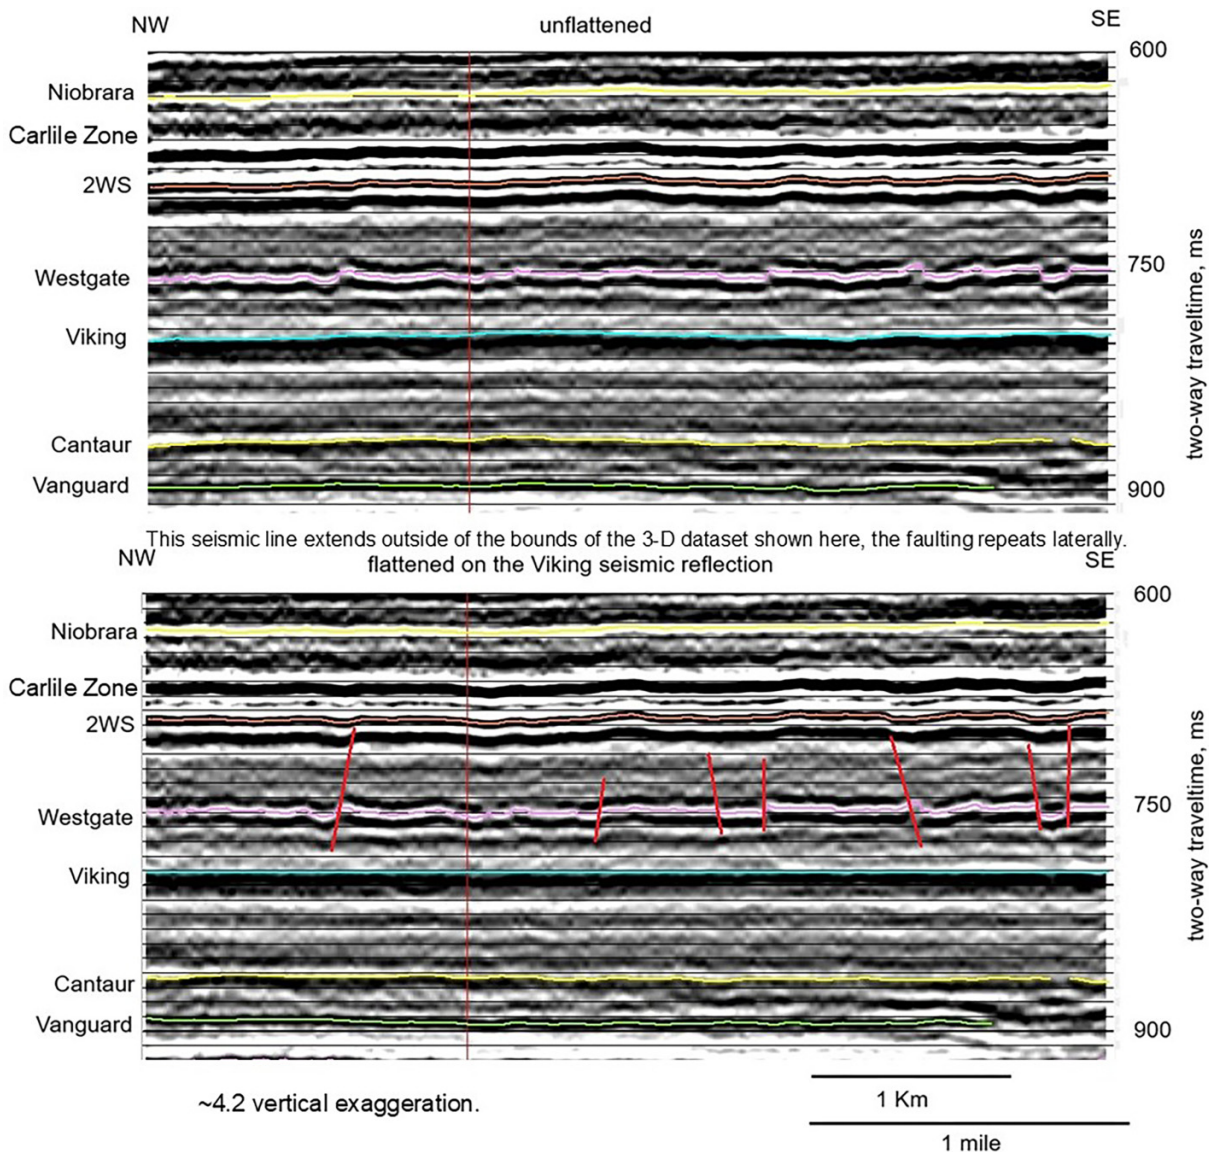 NW
unflattened
SE
600
Niobrara
Carlile Zone
2WS
Westgate
750
Viking
Cantaur
Vanguard
900
two-way traveltime, ms
This seismic line extends outside of the bounds of the 3-D dataset shown here, the faulting repeats laterally.
NW
flattened on the Viking seismic reflection
SE
600
Niobrara
Carlile Zone
2WS
Westgate
750
Viking
Cantaur
Vanguard
900
two-way traveltime, ms
~4.2 vertical exaggeration.
1 Km
1 mile